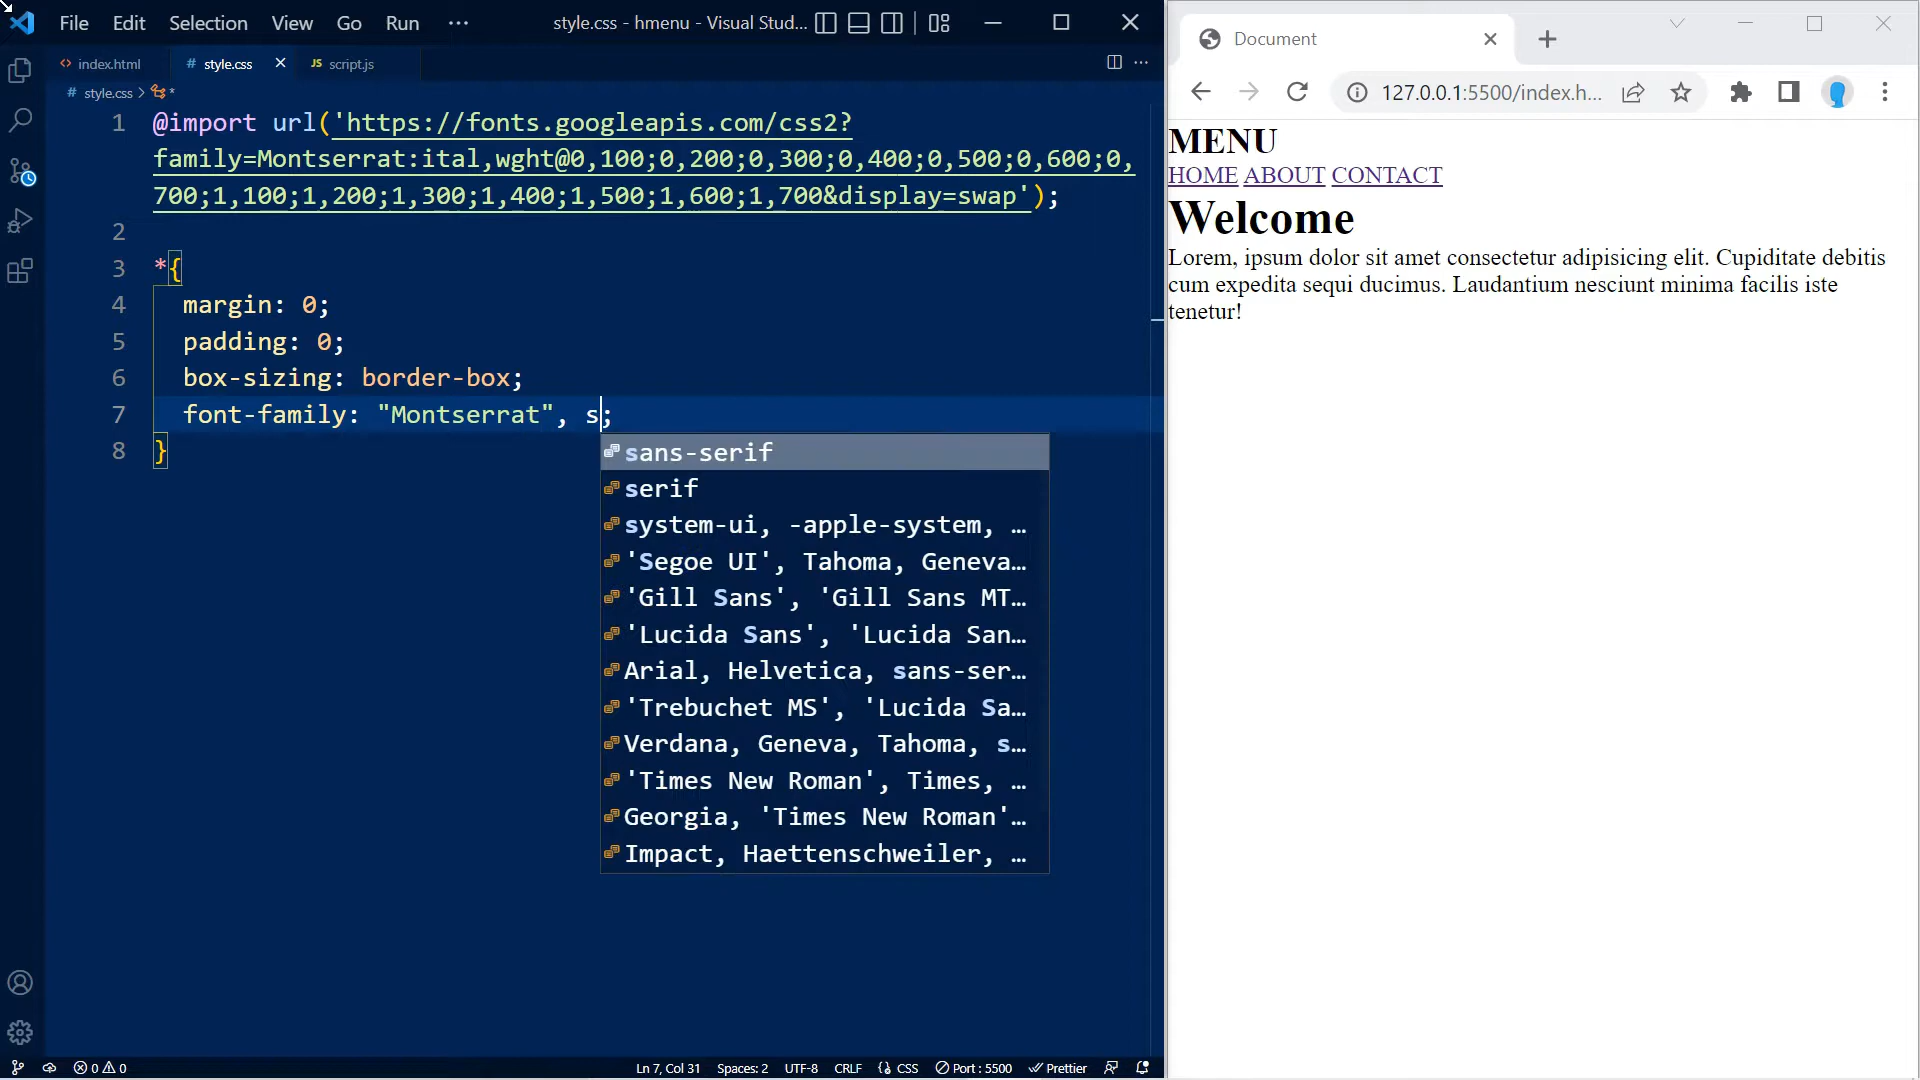 File Edit Selection View Go Run ··· style.css - hmenu - Visual Stud...
index.html # style.css JS script.js
# style.css > *
1 @import url('https://fonts.googleapis.com/css2?
family=Montserrat:ital,wght@0,100;0,200;0,300;0,400;0,500;0,600;0,
700;1,100;1,200;1,300;1,400;1,500;1,600;1,700&display=swap');
2
3 *{
4 margin: 0;
5 padding: 0;
6 box-sizing: border-box;
7 font-family: "Montserrat", s;
8 }
sans-serif
serif
system-ui, -apple-system, …
'Segoe UI', Tahoma, Geneva…
'Gill Sans', 'Gill Sans MT…
'Lucida Sans', 'Lucida San…
Arial, Helvetica, sans-ser…
'Trebuchet MS', 'Lucida Sa…
Verdana, Geneva, Tahoma, s…
'Times New Roman', Times, …
Georgia, 'Times New Roman'…
Impact, Haettenschweiler, …
0 0 Ln 7, Col 31 Spaces: 2 UTF-8 CRLF CSS Port : 5500 Prettier
Document
127.0.0.1:5500/index.h...
MENU
HOME ABOUT CONTACT
Welcome
Lorem, ipsum dolor sit amet consectetur adipisicing elit. Cupiditate debitis
cum expedita sequi ducimus. Laudantium nesciunt minima facilis iste
tenetur!